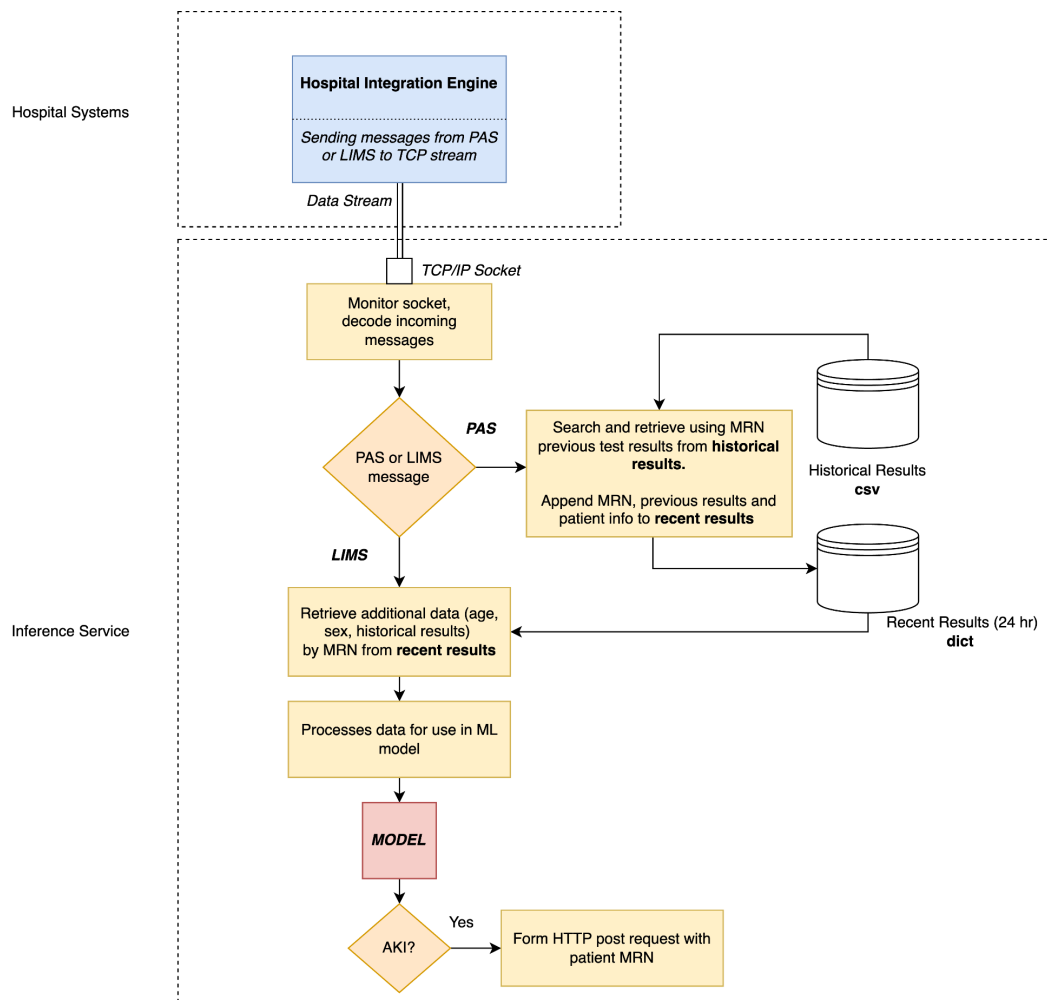 Hospital Systems
Hospital Integration Engine
Sending messages from PAS
or LIMS to TCP stream
Data Stream
TCP/IP Socket
Monitor socket,
decode incoming
messages
PAS or LIMS
message
PAS
Search and retrieve using MRN
previous test results from historical
results.
Append MRN, previous results and
patient info to recent results
Historical Results
csv
LIMS
Inference Service
Retrieve additional data (age,
sex, historical results)
by MRN from recent results
Recent Results (24 hr)
dict
Processes data for use in ML
model
MODEL
AKI?
Yes
Form HTTP post request with
patient MRN